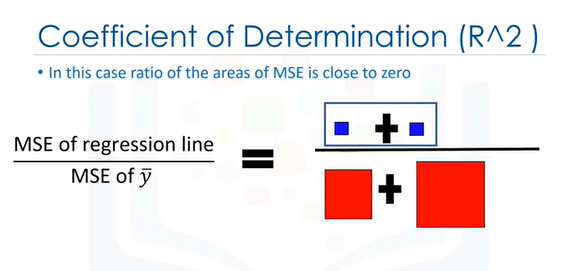 Coefficient of Determination (R^2 )
• In this case ratio of the areas of MSE is close to zero
MSE of regression line
MSE of y̅
=
+
+